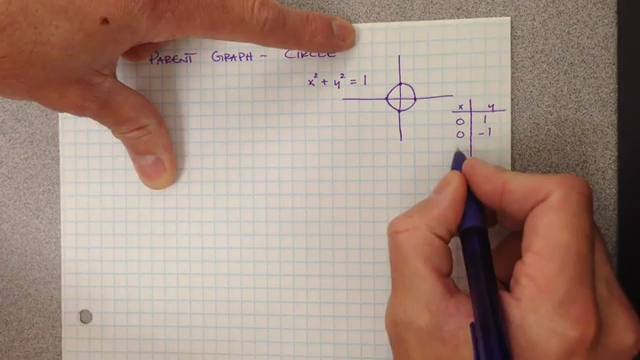 PARENT GRAPH - CIRCLE
x² + y² = 1
x y
0 1
0 -1